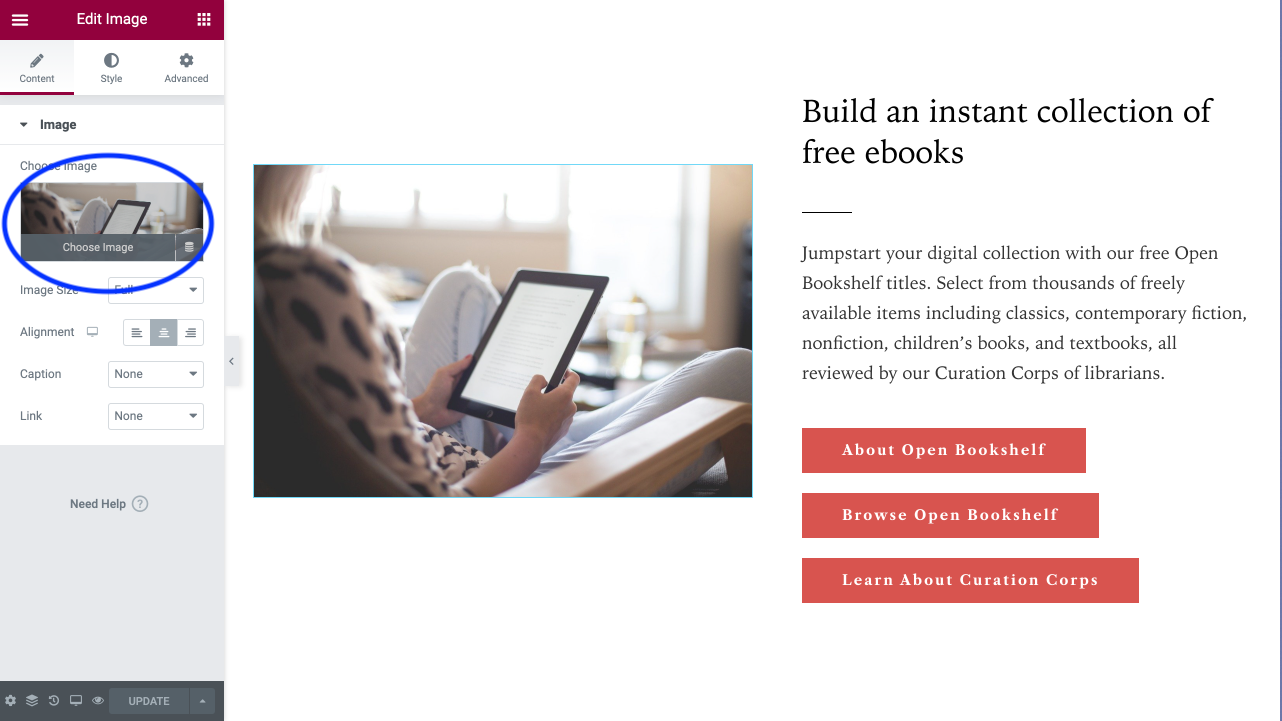 Edit Image
Content
Style
Advanced
Image
Choose Image
Choose Image
Image Size
Full
Alignment
Caption
None
Link
None
Need Help ?
UPDATE
Build an instant collection of
free ebooks
Jumpstart your digital collection with our free Open
Bookshelf titles. Select from thousands of freely
available items including classics, contemporary fiction,
nonfiction, children’s books, and textbooks, all
reviewed by our Curation Corps of librarians.
About Open Bookshelf
Browse Open Bookshelf
Learn About Curation Corps